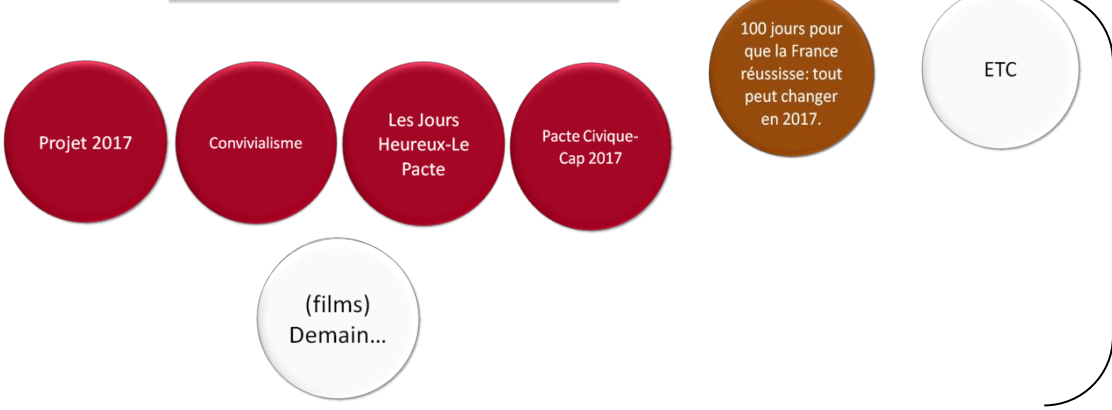 100 jours pour
que la France
réussisse: tout
peut changer
en 2017.
ETC
Projet 2017
Convivialisme
Les Jours
Heureux-Le
Pacte
Pacte Civique-
Cap 2017
(films)
Demain...